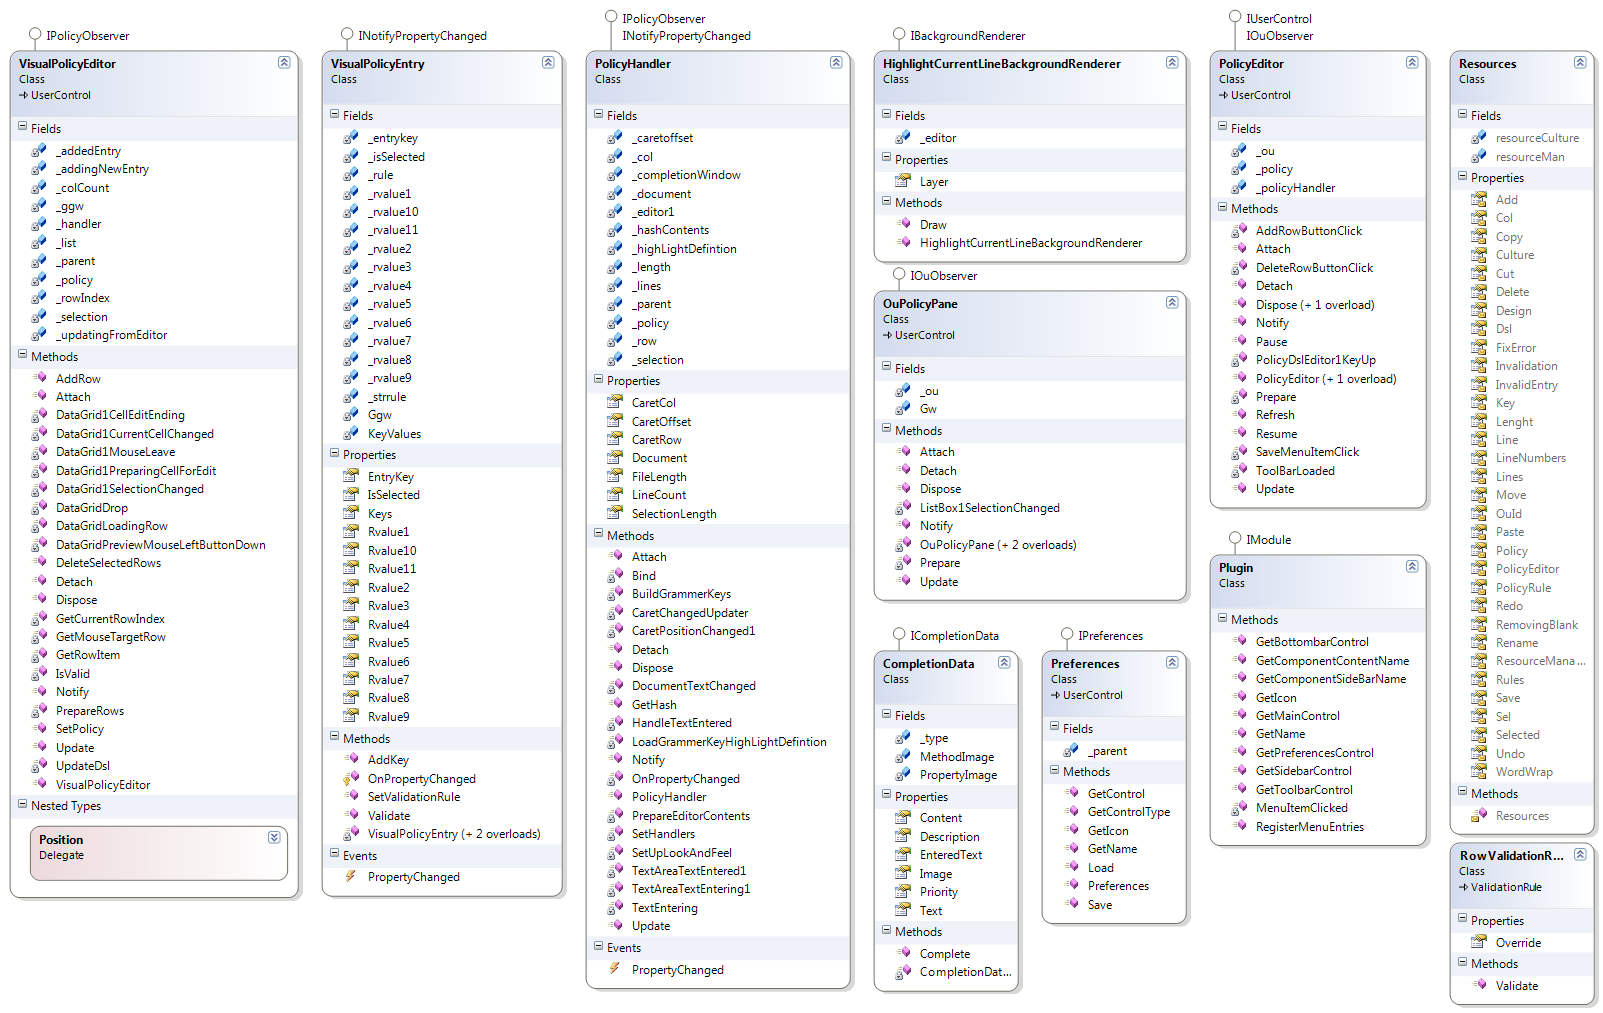 IPolicyObserver
VisualPolicyEditor
Class
UserControl
Fields
_addedEntry
_addingNewEntry
_colCount
_ggw
_handler
_list
_parent
_policy
_rowIndex
_selection
_updatingFromEditor
Methods
AddRow
Attach
DataGrid1CellEditEnding
DataGrid1CurrentCellChanged
DataGrid1MouseLeave
DataGrid1PreparingCellForEdit
DataGrid1SelectionChanged
DataGridDrop
DataGridLoadingRow
DataGridPreviewMouseLeftButtonDown
DeleteSelectedRows
Detach
Dispose
GetCurrentRowIndex
GetMouseTargetRow
GetRowItem
IsValid
Notify
PrepareRows
SetPolicy
Update
UpdateDsl
VisualPolicyEditor
Nested Types
Position
Delegate
INotifyPropertyChanged
VisualPolicyEntry
Class
Fields
_entrykey
_isSelected
_rule
_rvalue1
_rvalue10
_rvalue11
_rvalue2
_rvalue3
_rvalue4
_rvalue5
_rvalue6
_rvalue7
_rvalue8
_rvalue9
_strrule
Ggw
KeyValues
Properties
EntryKey
IsSelected
Keys
Rvalue1
Rvalue10
Rvalue11
Rvalue2
Rvalue3
Rvalue4
Rvalue5
Rvalue6
Rvalue7
Rvalue8
Rvalue9
Methods
AddKey
OnPropertyChanged
SetValidationRule
Validate
VisualPolicyEntry (+ 2 overloads)
Events
PropertyChanged
IPolicyObserver
INotifyPropertyChanged
PolicyHandler
Class
Fields
_caretoffset
_col
_completionWindow
_document
_editor1
_hashContents
_highLightDefintion
_length
_lines
_parent
_policy
_row
_selection
Properties
CaretCol
CaretOffset
CaretRow
Document
FileLength
LineCount
SelectionLength
Methods
Attach
Bind
BuildGrammerKeys
CaretChangedUpdater
CaretPositionChanged1
Detach
Dispose
DocumentTextChanged
GetHash
HandleTextEntered
LoadGrammerKeyHighLightDefintion
Notify
OnPropertyChanged
PolicyHandler
PrepareEditorContents
SetHandlers
SetUpLookAndFeel
TextAreaTextEntered1
TextAreaTextEntering1
TextEntering
Update
Events
PropertyChanged
IBackgroundRenderer
HighlightCurrentLineBackgroundRenderer
Class
Fields
_editor
Properties
Layer
Methods
Draw
HighlightCurrentLineBackgroundRenderer
IOuObserver
OuPolicyPane
Class
UserControl
Fields
_ou
Gw
Methods
Attach
Detach
Dispose
ListBox1SelectionChanged
Notify
OuPolicyPane (+ 2 overloads)
Prepare
Update
ICompletionData
CompletionData
Class
Fields
_type
MethodImage
PropertyImage
Properties
Content
Description
EnteredText
Image
Priority
Text
Methods
Complete
CompletionDat...
IPreferences
Preferences
Class
UserControl
Fields
_parent
Methods
GetControl
GetControlType
GetIcon
GetName
Load
Preferences
Save
IUserControl
IOuObserver
PolicyEditor
Class
UserControl
Fields
_ou
_policy
_policyHandler
Methods
AddRowButtonClick
Attach
DeleteRowButtonClick
Detach
Dispose (+ 1 overload)
Notify
Pause
PolicyDslEditor1KeyUp
PolicyEditor (+ 1 overload)
Prepare
Refresh
Resume
SaveMenuItemClick
ToolBarLoaded
Update
IModule
Plugin
Class
Methods
GetBottombarControl
GetComponentContentName
GetComponentSideBarName
GetIcon
GetMainControl
GetName
GetPreferencesControl
GetSidebarControl
GetToolbarControl
MenuItemClicked
RegisterMenuEntries
Resources
Class
Fields
resourceCulture
resourceMan
Properties
Add
Col
Copy
Culture
Cut
Delete
Design
Dsl
FixError
Invalidation
InvalidEntry
Key
Lenght
Line
LineNumbers
Lines
Move
OuId
Paste
Policy
PolicyEditor
PolicyRule
Redo
RemovingBlank
Rename
ResourceMana...
Rules
Save
Sel
Selected
Undo
WordWrap
Methods
Resources
RowValidationR...
Class
ValidationRule
Properties
Override
Methods
Validate